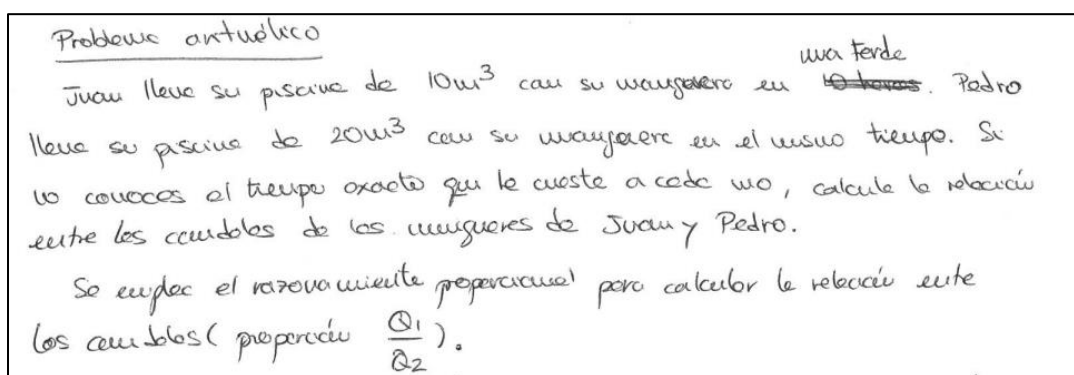 Problema aritmético
una tarde
Juan llena su piscina de 10m³ con su manguera en 10 horas. Pedro
llena su piscina de 20m³ con su manguera en el mismo tiempo. Si
no conoces el tiempo exacto que le cueste a cada uno, calcula la relación
entre los caudales de las mangueras de Juan y Pedro.
Se emplea el razonamiento proporcional para calcular la relación entre
los caudales (proporción Q1/Q2).